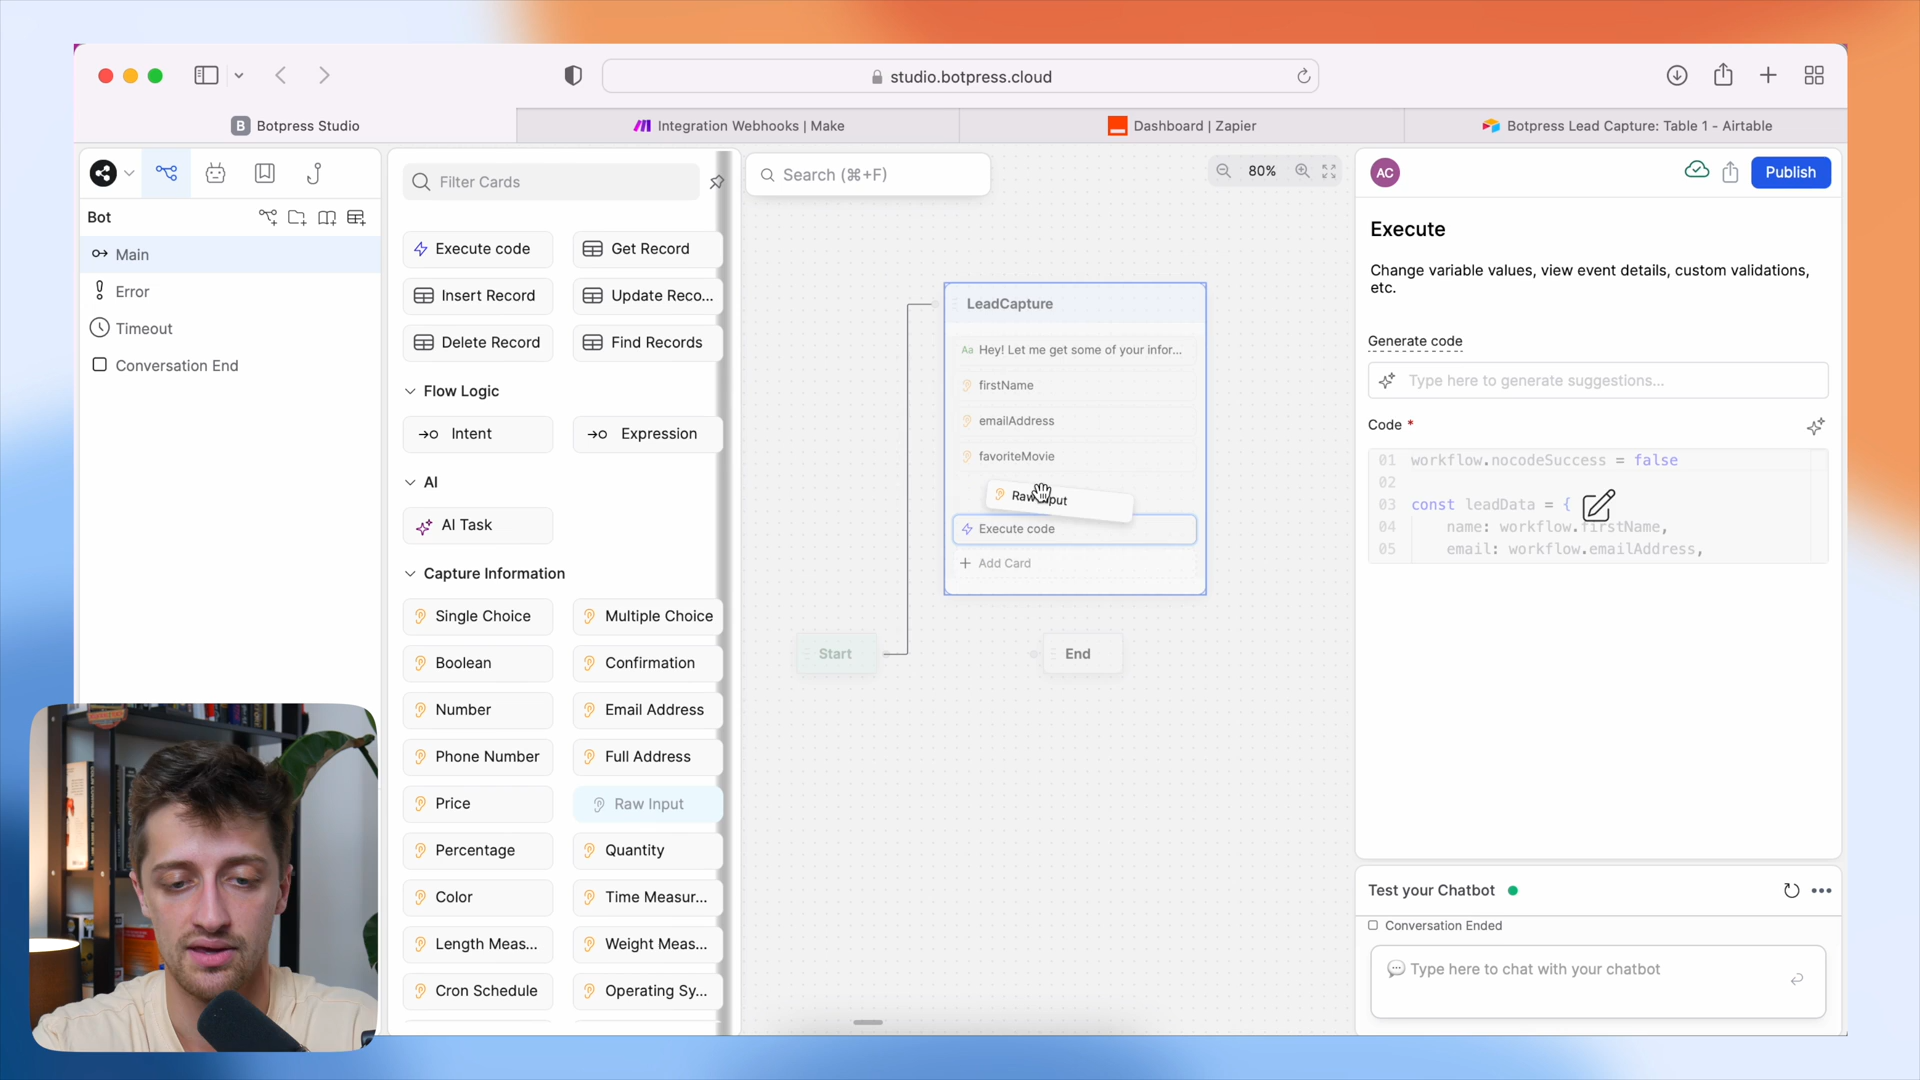 studio.botpress.cloud
B Botpress Studio
Integration Webhooks | Make
Dashboard | Zapier
Botpress Lead Capture: Table 1 - Airtable
Bot
Main
Error
Timeout
Conversation End
Filter Cards
Execute code
Get Record
Insert Record
Update Reco...
Delete Record
Find Records
Flow Logic
Intent
Expression
AI
AI Task
Capture Information
Single Choice
Multiple Choice
Boolean
Confirmation
Number
Email Address
Phone Number
Full Address
Price
Raw Input
Percentage
Quantity
Color
Time Measur...
Length Meas...
Weight Meas...
Cron Schedule
Operating Sy...
Search (⌘+F)
80%
LeadCapture
Aa Hey! Let me get some of your infor...
firstName
emailAddress
favoriteMovie
Raw Input
Execute code
+ Add Card
Start
End
AC
Publish
Execute
Change variable values, view event details, custom validations,
etc.
Generate code
Type here to generate suggestions...
Code *
01 workflow.nocodeSuccess = false
02
03 const leadData = {
04 name: workflow.firstName,
05 email: workflow.emailAddress,
Test your Chatbot
Conversation Ended
Type here to chat with your chatbot